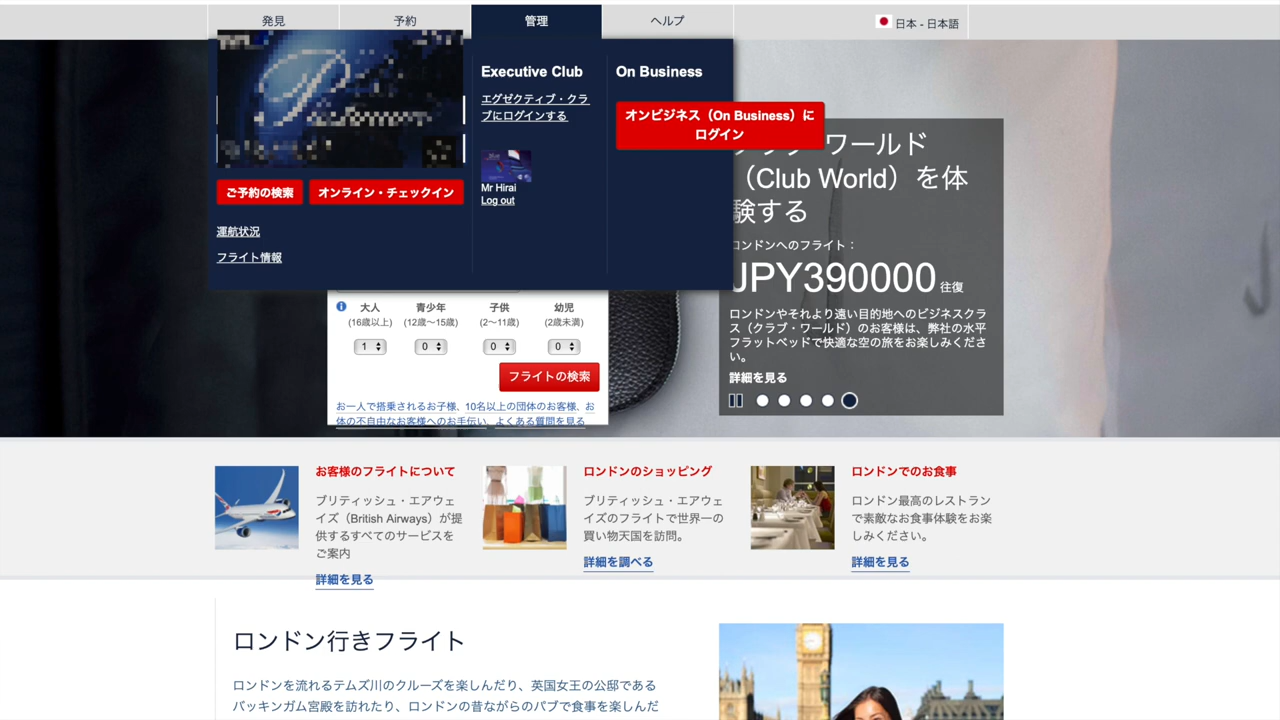 発見
予約
管理
ヘルプ
日本 - 日本語
Executive Club
エグゼクティブ・クラ
ブにログインする
Mr Hirai
Log out
On Business
オンビジネス（On Business）に
ログイン
ご予約の検索
オンライン・チェックイン
運航状況
フライト情報
ワールド
（Club World）を体
験する
ロンドンへのフライト：
JPY390000 往復
ロンドンやそれより遠い目的地へのビジネスクラ
ス（クラブ・ワールド）のお客様は、弊社の水平
フラットベッドで快適な空の旅をお楽しみくださ
い。
詳細を見る
大人
(16歳以上)
青少年
(12歳～15歳)
子供
(2～11歳)
幼児
(2歳未満)
1
0
0
0
フライトの検索
お一人で搭乗されるお子様、10名以上の団体のお客様、お
体の不自由なお客様へのお手伝い、よくある質問を見る
お客様のフライトについて
ブリティッシュ・エアウェ
イズ（British Airways）が提
供するすべてのサービスを
ご案内
詳細を見る
ロンドンのショッピング
ブリティッシュ・エアウェ
イズのフライトで世界一の
買い物天国を訪問。
詳細を調べる
ロンドンでのお食事
ロンドン最高のレストラン
で素敵なお食事体験をお楽
しみください。
詳細を見る
ロンドン行きフライト
ロンドンを流れるテムズ川のクルーズを楽しんだり、英国女王の公邸である
バッキンガム宮殿を訪れたり、ロンドンの昔ながらのパブで食事を楽しんだ